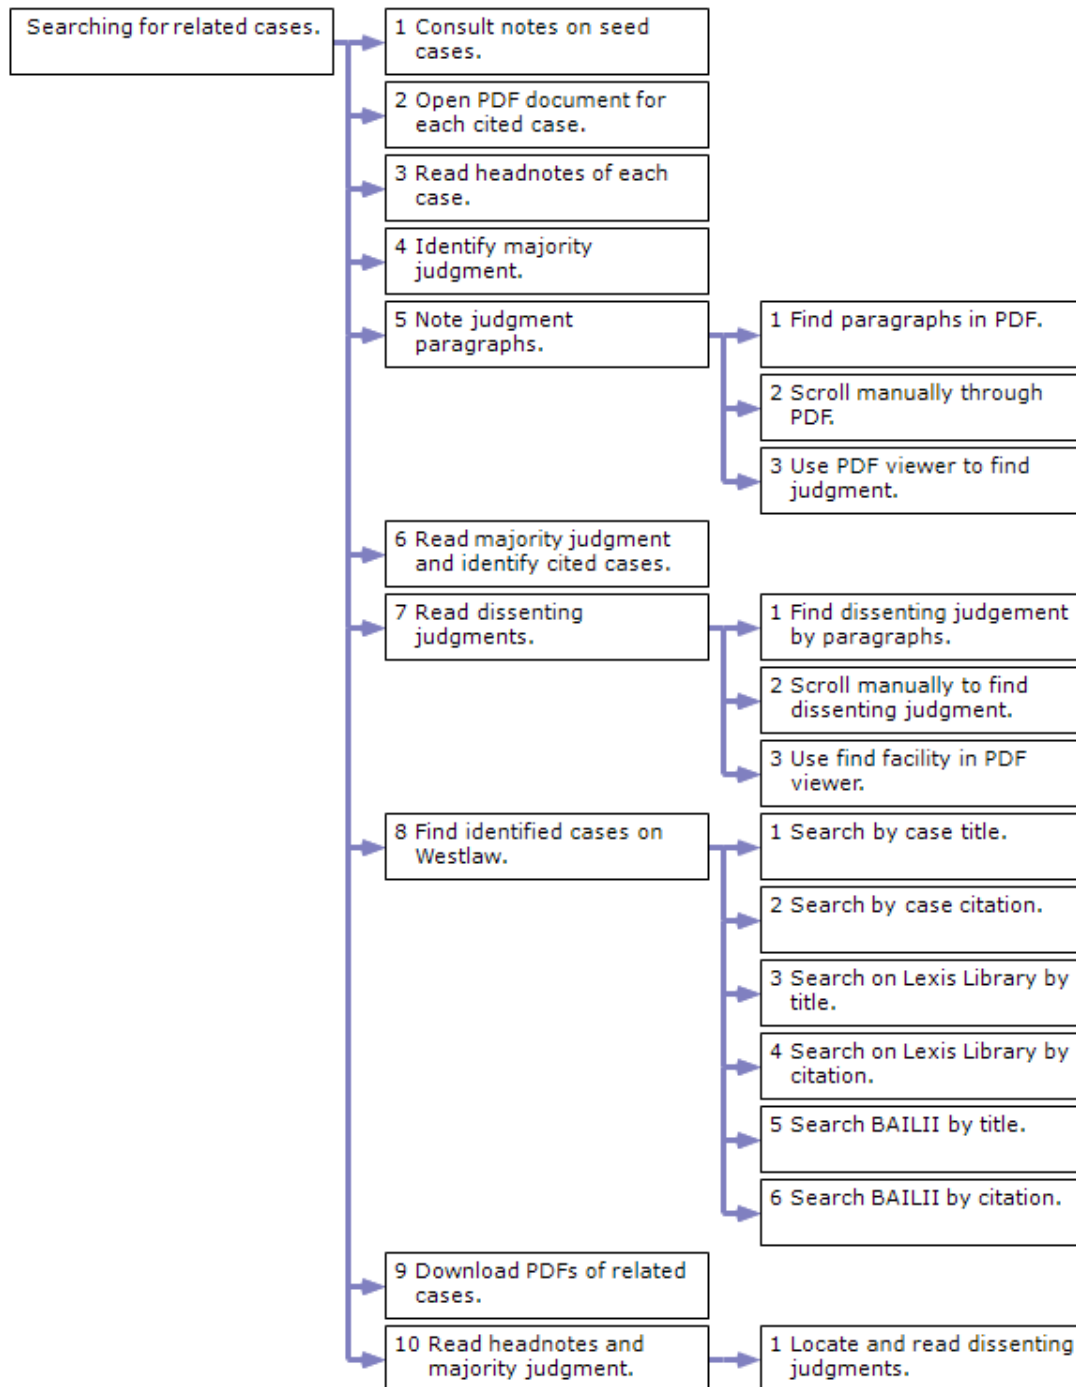 Searching for related cases.
1 Consult notes on seed
cases.
2 Open PDF document for
each cited case.
3 Read headnotes of each
case.
4 Identify majority
judgment.
5 Note judgment
paragraphs.
1 Find paragraphs in PDF.
2 Scroll manually through
PDF.
3 Use PDF viewer to find
judgment.
6 Read majority judgment
and identify cited cases.
7 Read dissenting
judgments.
1 Find dissenting judgement
by paragraphs.
2 Scroll manually to find
dissenting judgment.
3 Use find facility in PDF
viewer.
8 Find identified cases on
Westlaw.
1 Search by case title.
2 Search by case citation.
3 Search on Lexis Library by
title.
4 Search on Lexis Library by
citation.
5 Search BAILII by title.
6 Search BAILII by citation.
9 Download PDFs of related
cases.
10 Read headnotes and
majority judgment.
1 Locate and read dissenting
judgments.